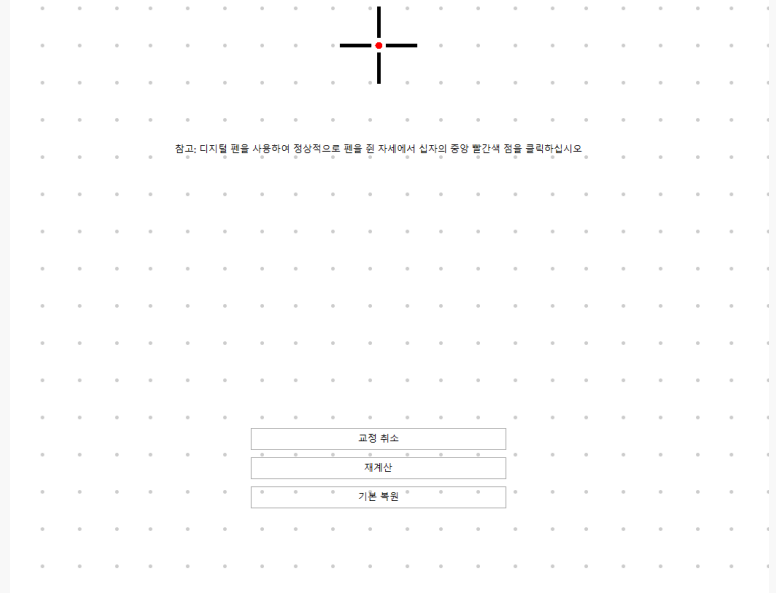 참고: 디지털 펜을 사용하여 정상적으로 펜을 쥔 자세에서 십자의 중앙 빨간색 점을 클릭하십시오
교정 취소
재계산
기본 복원